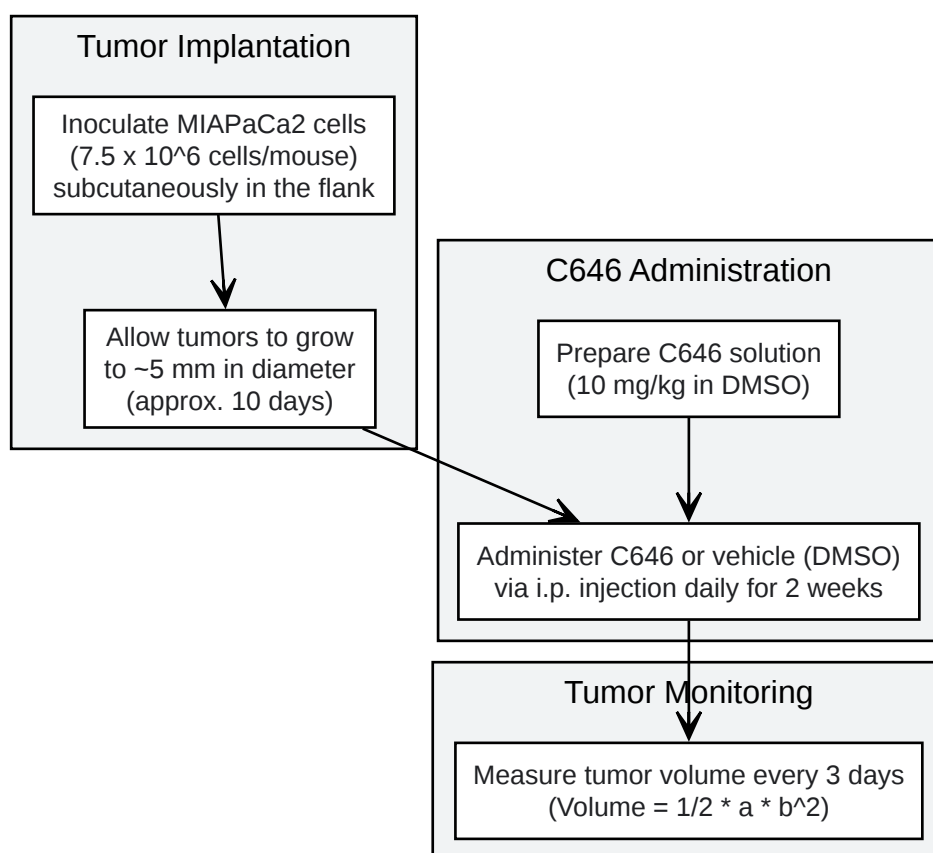 Tumor Implantation
Inoculate MIAPaCa2 cells
(7.5 x 10^6 cells/mouse)
subcutaneously in the flank
Allow tumors to grow
to ~5 mm in diameter
(approx. 10 days)
C646 Administration
Prepare C646 solution
(10 mg/kg in DMSO)
Administer C646 or vehicle (DMSO)
via i.p. injection daily for 2 weeks
Tumor Monitoring
Measure tumor volume every 3 days
(Volume = 1/2 * a * b^2)